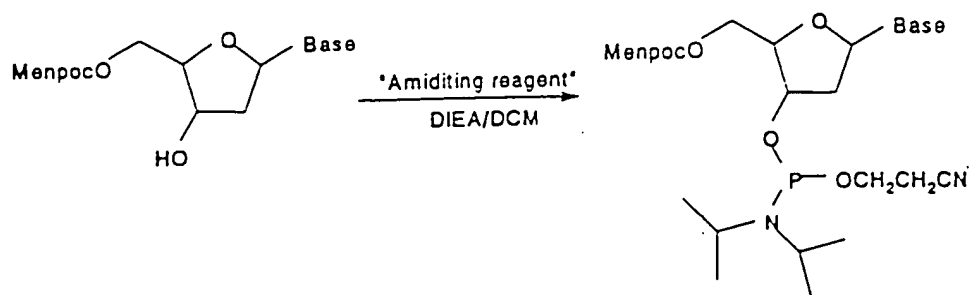 O Base
MenpocO
HO
"Amiditing reagent"
DIEA/DCM
O Base
MenpocO
O
P OCH₂CH₂CN
N